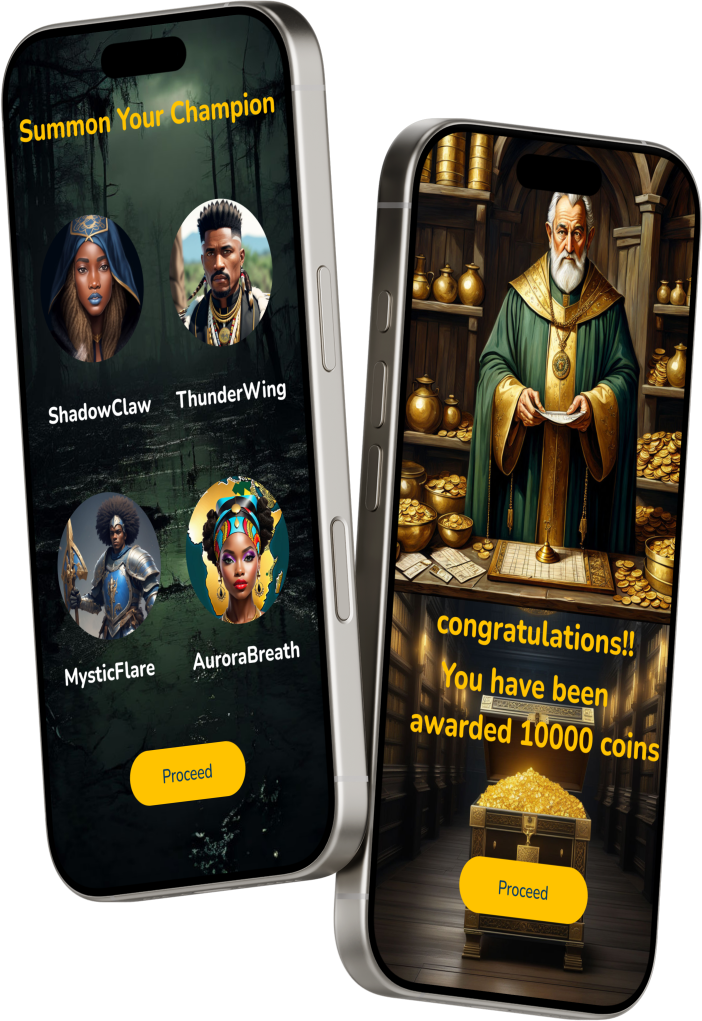 Summon Your Champion
ShadowClaw
ThunderWing
MysticFlare
AuroraBreath
Proceed
congratulations!!
You have been
awarded 10000 coins
Proceed